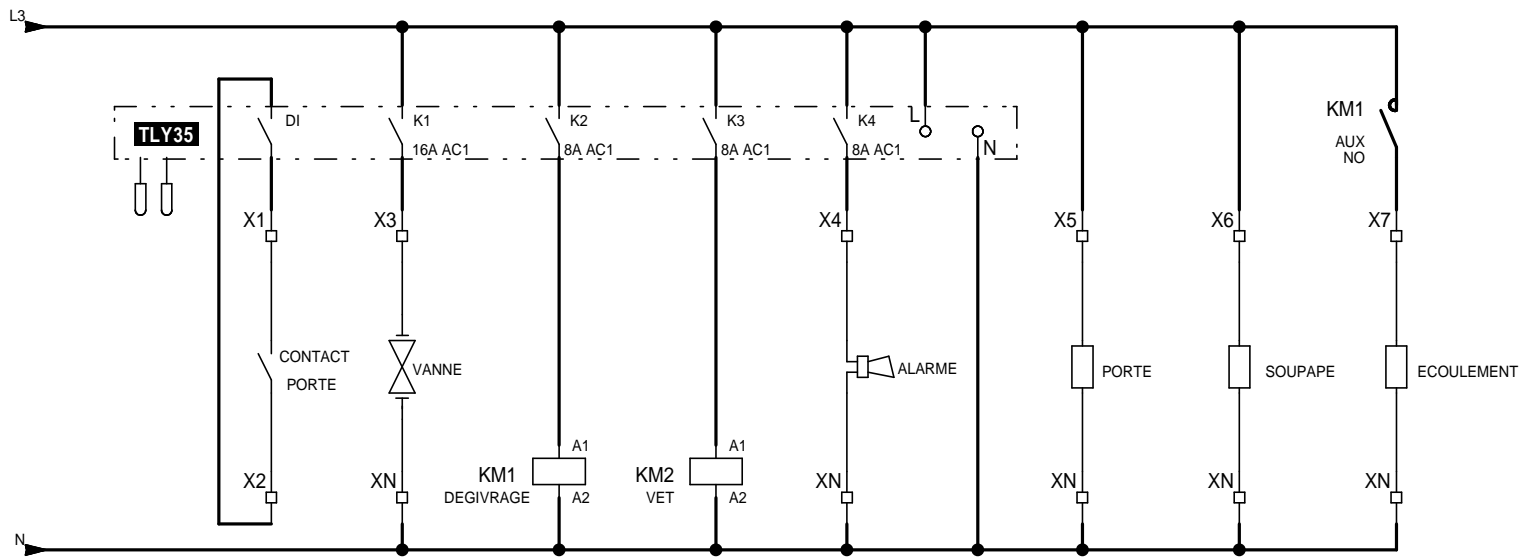 L3
TLY35
DI
K1
16A AC1
K2
8A AC1
K3
8A AC1
K4
8A AC1
L
N
KM1
AUX
NO
X1
X3
X4
X5
X6
X7
CONTACT
PORTE
VANNE
ALARME
PORTE
SOUPAPE
ECOULEMENT
X2
XN
KM1
DEGIVRAGE
A1
A2
KM2
VET
A1
A2
XN
XN
XN
XN
N